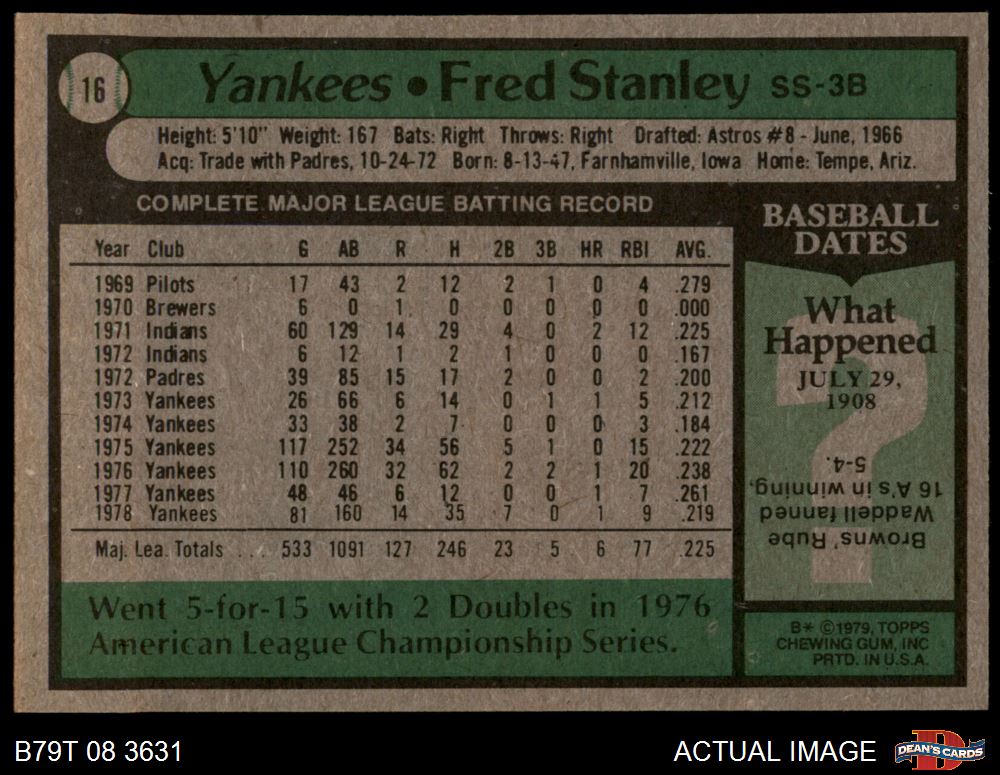 16
Yankees • Fred Stanley SS-3B
Height: 5'10" Weight: 167 Bats: Right Throws: Right Drafted: Astros #8 - June, 1966
Acq: Trade with Padres, 10-24-72 Born: 8-13-47, Farnhamville, Iowa Home: Tempe, Ariz.
COMPLETE MAJOR LEAGUE BATTING RECORD
Year Club G AB R H 2B 3B HR RBI AVG.
1969 Pilots 17 43 2 12 2 1 0 4 .279
1970 Brewers 6 0 1 0 0 0 0 0 .000
1971 Indians 60 129 14 29 4 0 2 12 .225
1972 Indians 6 12 1 2 1 0 0 0 .167
1972 Padres 39 85 15 17 2 0 0 2 .200
1973 Yankees 26 66 6 14 0 1 1 5 .212
1974 Yankees 33 38 2 7 0 0 0 3 .184
1975 Yankees 117 252 34 56 5 1 0 15 .222
1976 Yankees 110 260 32 62 2 2 1 20 .238
1977 Yankees 48 46 6 12 0 0 1 7 .261
1978 Yankees 81 160 14 35 7 0 1 9 .219
Maj. Lea. Totals . . . 533 1091 127 246 23 5 6 77 .225
Went 5-for-15 with 2 Doubles in 1976
American League Championship Series.
BASEBALL
DATES
What
Happened
JULY 29,
1908
?
Browns' Rube
Waddell fanned
16 A's in winning,
5-4.
B* ©1979, TOPPS
CHEWING GUM, INC
PRTD. IN U.S.A.
B79T 08 3631
ACTUAL IMAGE
DEAN'S CARDS